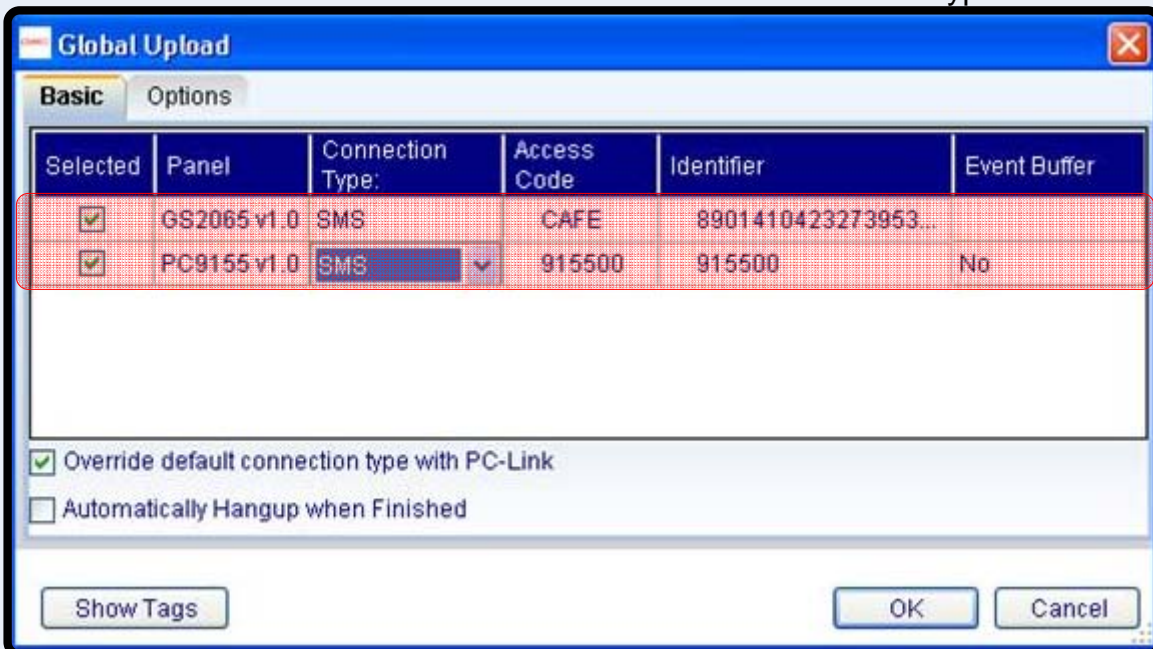 yp
Global Upload
Basic Options
Selected Panel Connection Type: Access Code Identifier Event Buffer
GS2065 v1.0 SMS CAFE 8901410423273953...
PC9155 v1.0 SMS 915500 915500 No
Override default connection type with PC-Link
Automatically Hangup when Finished
Show Tags OK Cancel